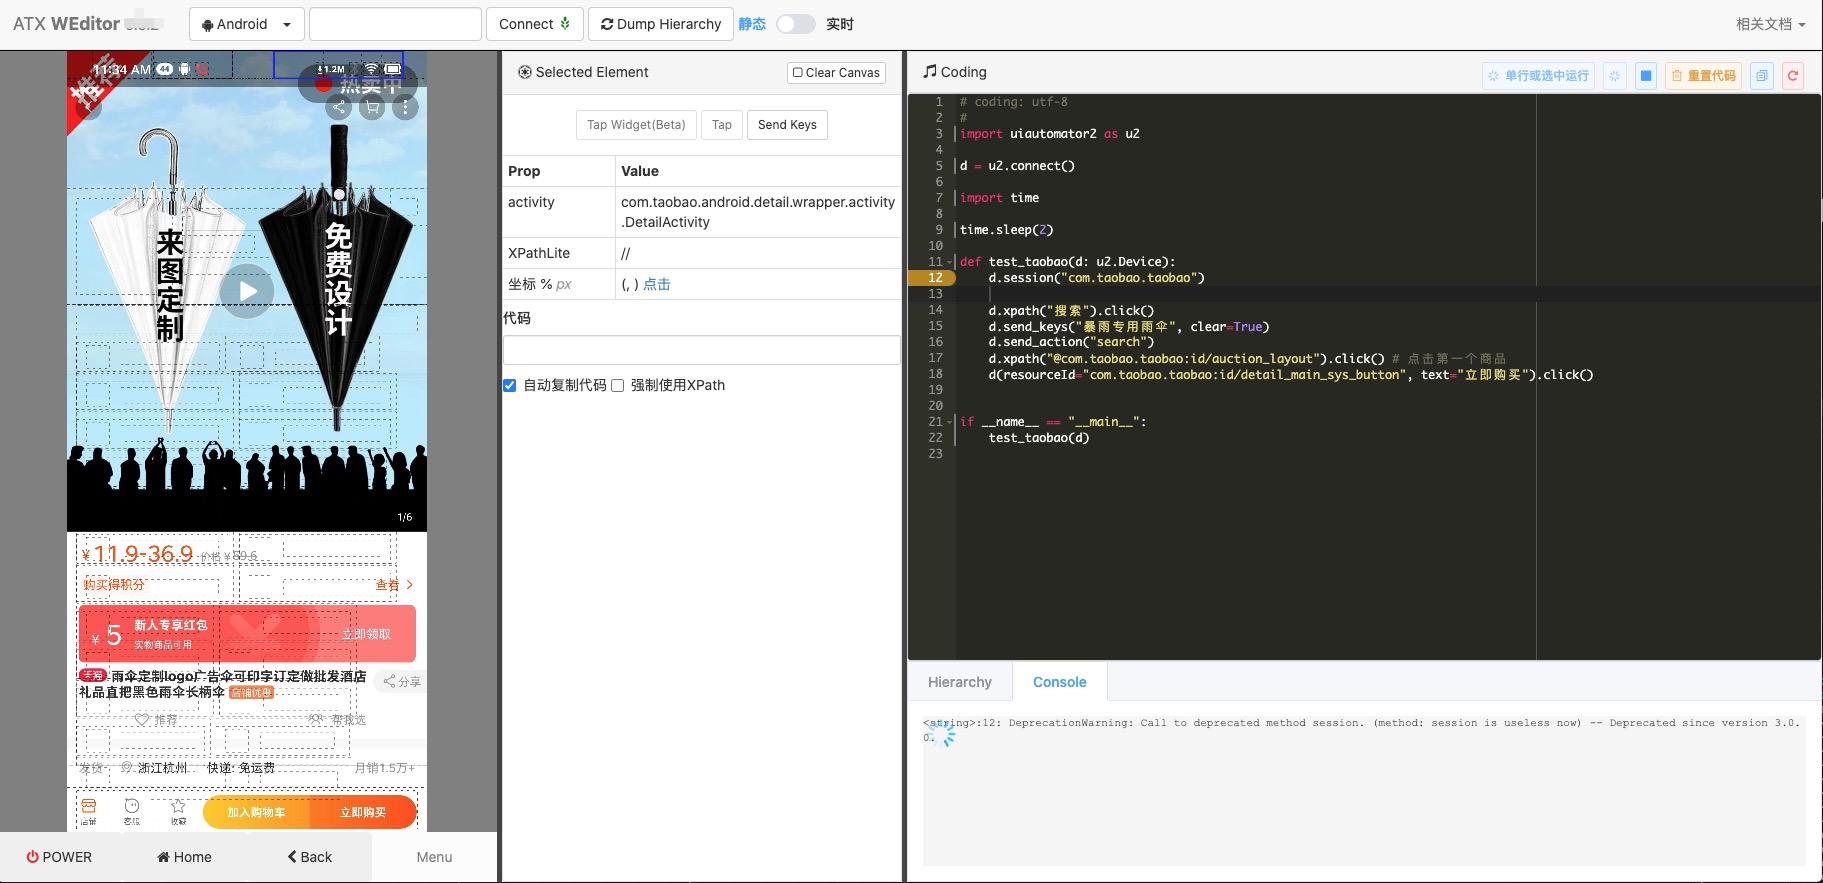 ATX WEditor
Android
Connect
Dump Hierarchy
静态
实时
相关文档
11:34 AM
44
1.2M
推荐
热卖中
来图定制
免费设计
1/6
¥11.9-36.9
购买得积分
查看
¥ 5
新人专享红包
实物商品可用
立即领取
天猫 雨伞定制logo广告伞可印字订定做批发酒店
礼品直把黑色雨伞长柄伞 店铺优惠
分享
推荐
帮我选
发货
浙江杭州
快递: 免运费
月销1.5万+
店铺
客服
收藏
加入购物车
立即购买
POWER
Home
Back
Menu
Selected Element
Clear Canvas
Tap Widget(Beta)
Tap
Send Keys
Prop Value
activity com.taobao.android.detail.wrapper.activity
.DetailActivity
XPathLite //
坐标 % px (, ) 点击
代码
自动复制代码 强制使用XPath
Coding
单行或选中运行
重置代码
1 # coding: utf-8
2 #
3 import uiautomator2 as u2
4
5 d = u2.connect()
6
7 import time
8
9 time.sleep(2)
10
11 def test_taobao(d: u2.Device):
12 d.session("com.taobao.taobao")
13
14 d.xpath("搜索").click()
15 d.send_keys("暴雨专用雨伞", clear=True)
16 d.send_action("search")
17 d.xpath("@com.taobao.taobao:id/auction_layout").click() # 点击第一个商品
18 d(resourceId="com.taobao.taobao:id/detail_main_sys_button", text="立即购买").click()
19
20
21 if __name__ == "__main__":
22 test_taobao(d)
23
Hierarchy
Console
<string>:12: DeprecationWarning: Call to deprecated method session. (method: session is useless now) -- Deprecated since version 3.0.
0.